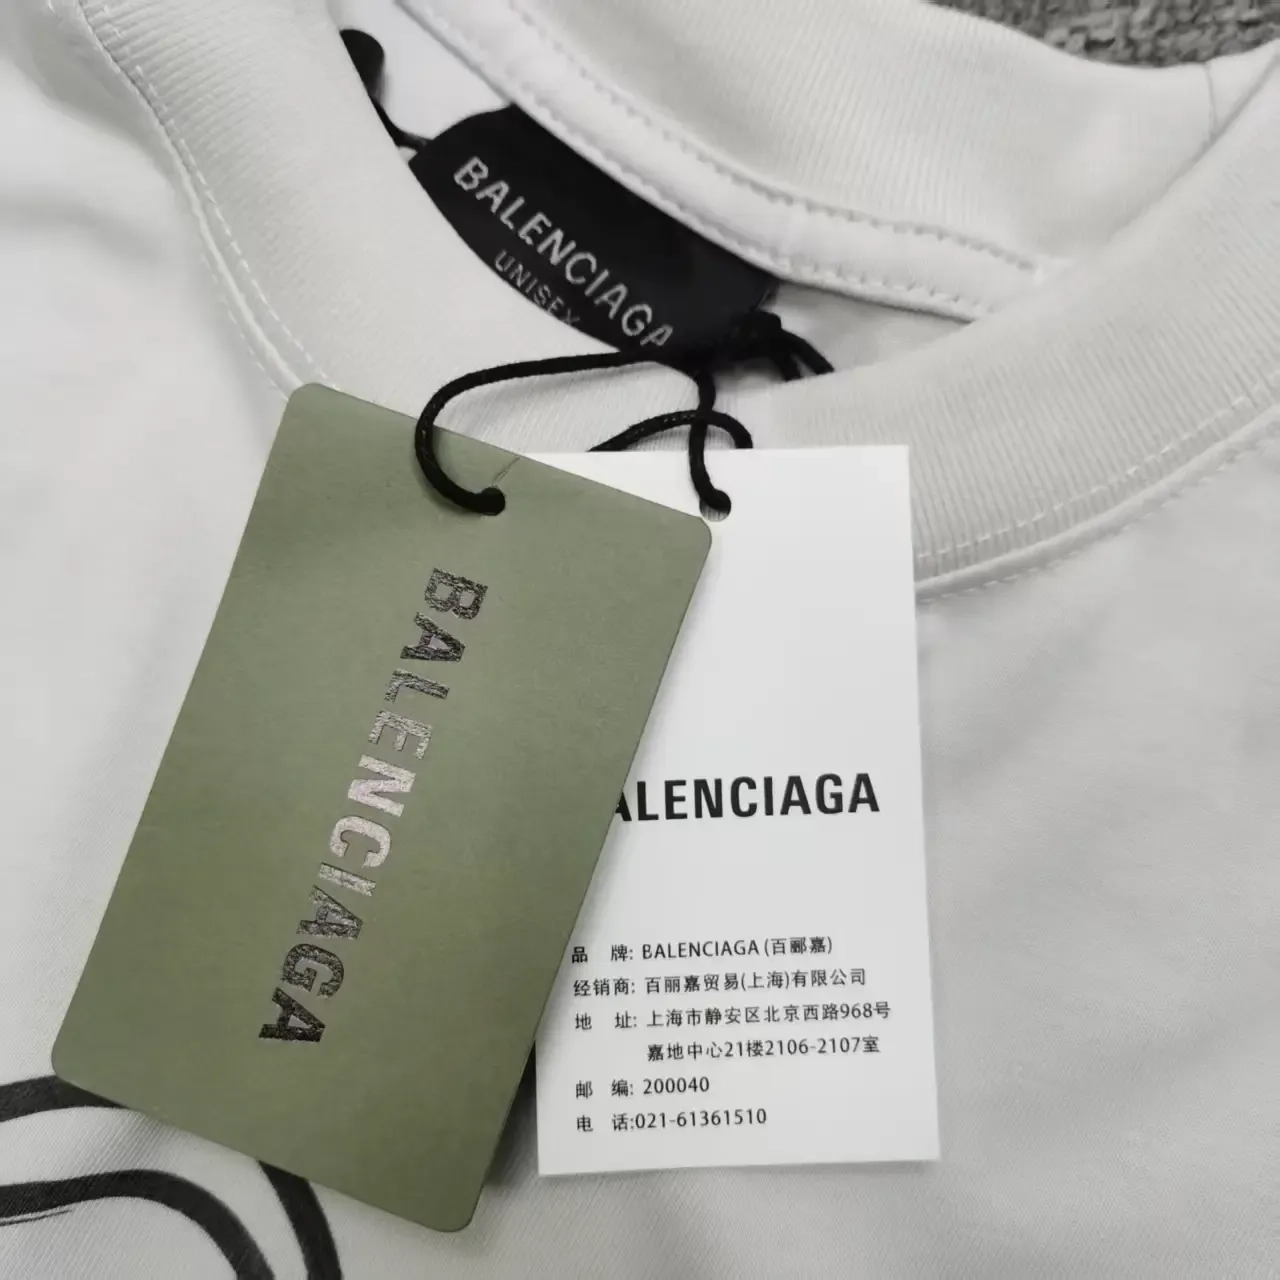 BALENCIAGA
UNISEX
BALENCIAGA
ALENCIAGA
品 牌: BALENCIAGA (百郦嘉)
经销商: 百丽嘉贸易(上海)有限公司
地 址: 上海市静安区北京西路968号
嘉地中心21楼2106-2107室
邮 编: 200040
电 话:021-61361510